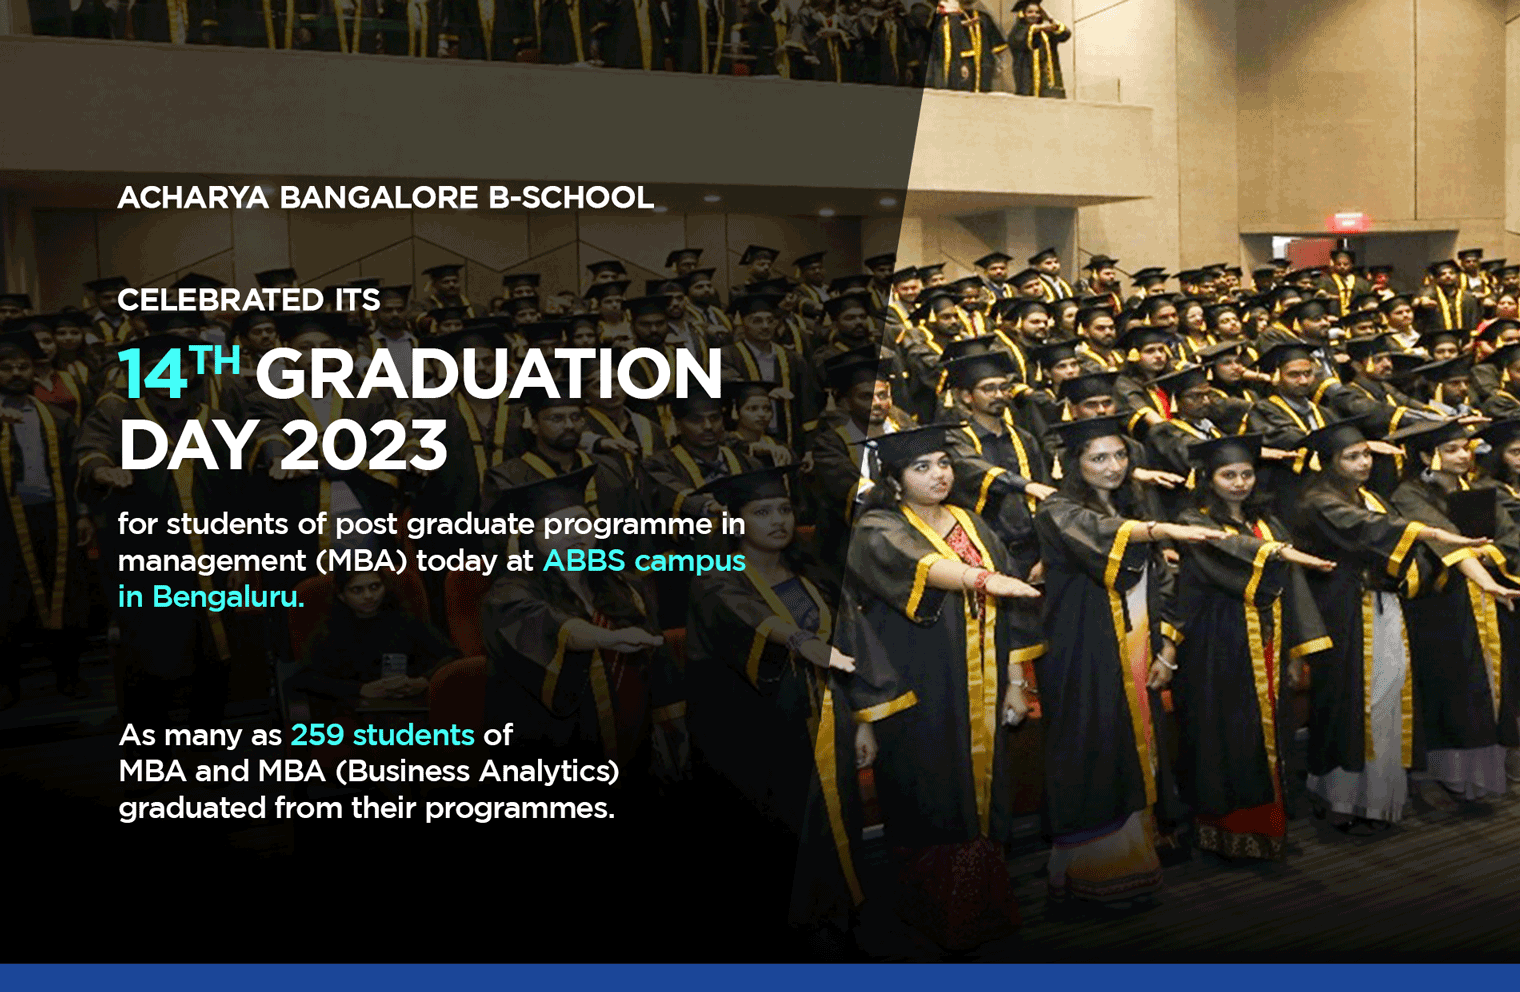 ACHARYA BANGALORE B-SCHOOL
CELEBRATED ITS
14TH GRADUATION
DAY 2023
for students of post graduate programme in
management (MBA) today at ABBS campus
in Bengaluru.
As many as 259 students of
MBA and MBA (Business Analytics)
graduated from their programmes.